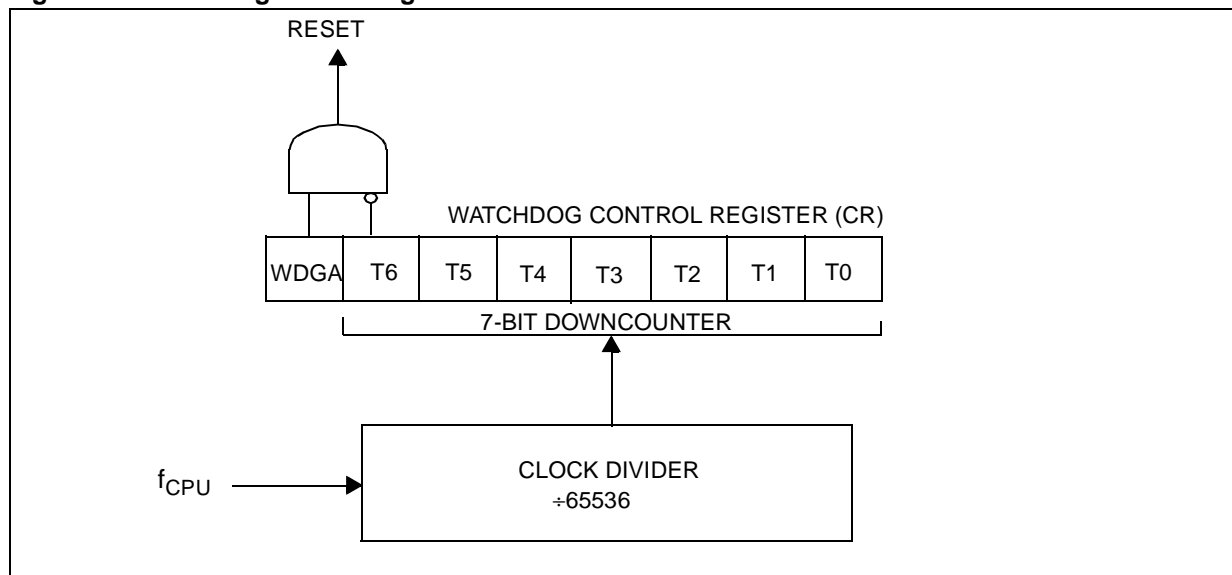 RESET
WATCHDOG CONTROL REGISTER (CR)
WDGA T6 T5 T4 T3 T2 T1 T0
7-BIT DOWNCOUNTER
fCPU
CLOCK DIVIDER
÷65536